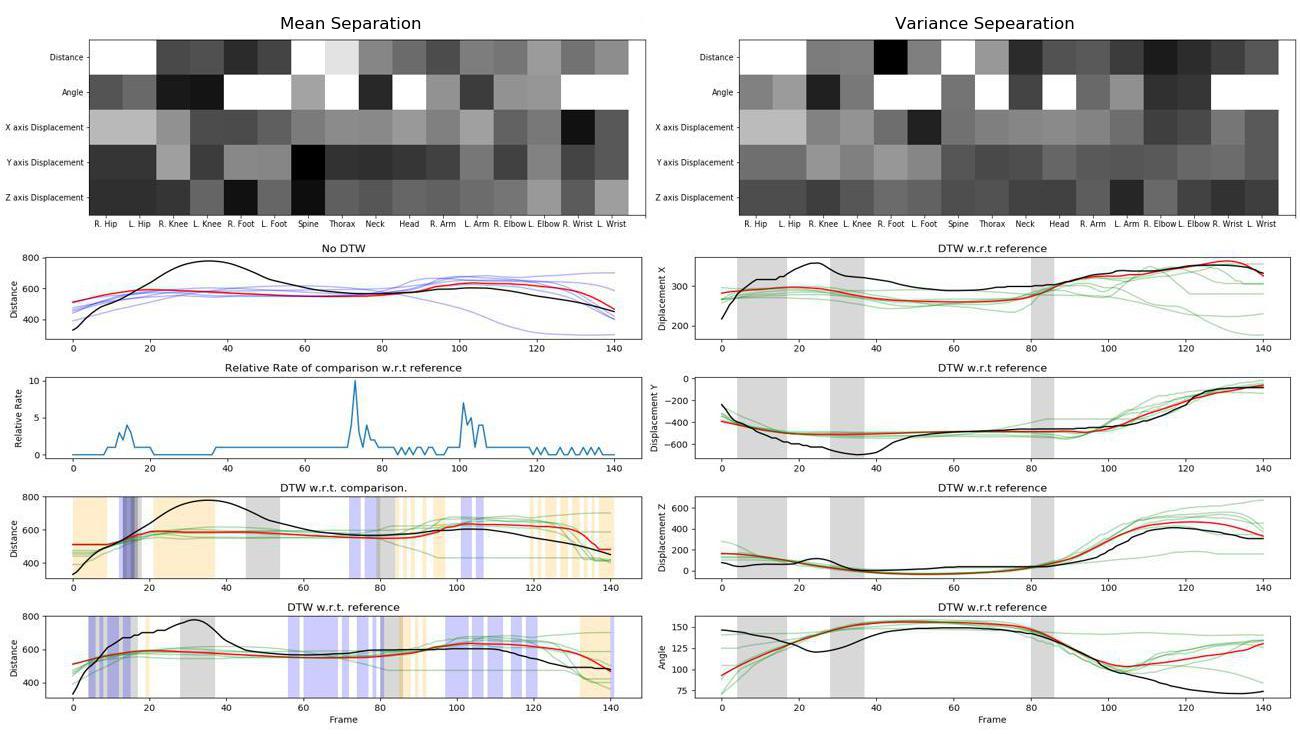 Mean Separation
Distance
Angle
X axis Displacement
Y axis Displacement
Z axis Displacement
R. Hip L. Hip R. Knee L. Knee R. Foot L. Foot Spine Thorax Neck Head R. Arm L. Arm R. Elbow L. Elbow R. Wrist L. Wrist
Variance Sepearation
Distance
Angle
X axis Displacement
Y axis Displacement
Z axis Displacement
R. Hip L. Hip R. Knee L. Knee R. Foot L. Foot Spine Thorax Neck Head R. Arm L. Arm R. Elbow L. Elbow R. Wrist L. Wrist
No DTW
Distance
800
600
400
0 20 40 60 80 100 120 140
Relative Rate of comparison w.r.t reference
Relative Rate
10
5
0
0 20 40 60 80 100 120 140
DTW w.r.t. comparison.
Distance
800
600
400
0 20 40 60 80 100 120 140
DTW w.r.t. reference
Distance
800
600
400
0 20 40 60 80 100 120 140
Frame
DTW w.r.t reference
Diplacement X
300
200
0 20 40 60 80 100 120 140
DTW w.r.t reference
Displacement Y
0
−200
−400
−600
0 20 40 60 80 100 120 140
DTW w.r.t reference
Displacement Z
600
400
200
0
0 20 40 60 80 100 120 140
DTW w.r.t reference
Angle
150
125
100
75
0 20 40 60 80 100 120 140
Frame